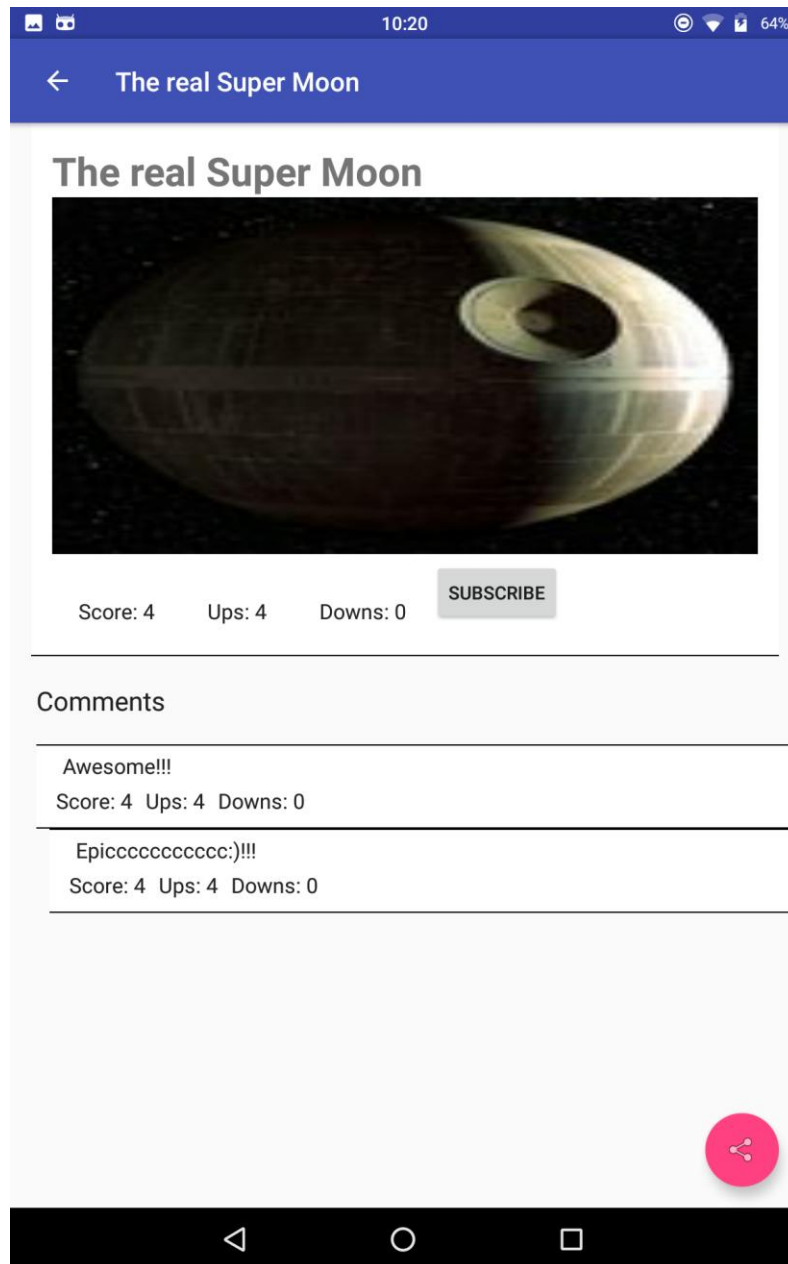 10:20
64%
The real Super Moon
The real Super Moon
Score: 4 Ups: 4 Downs: 0 SUBSCRIBE
Comments
Awesome!!!
Score: 4 Ups: 4 Downs: 0
Epiccccccccccc:)!!!
Score: 4 Ups: 4 Downs: 0